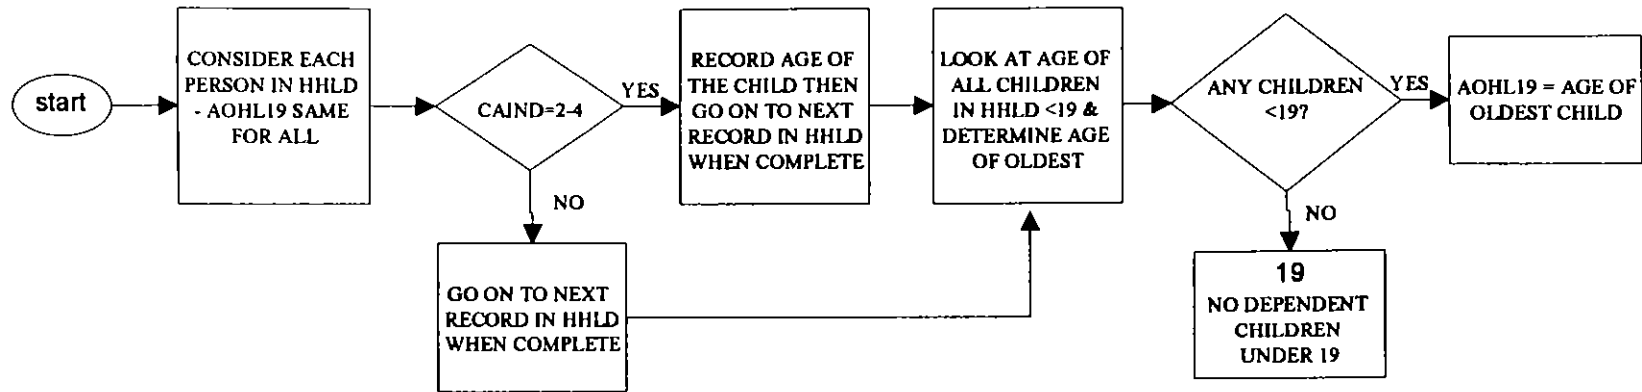 start
CONSIDER EACH
PERSON IN HHLD
- AOHL19 SAME
FOR ALL
CAIND=2-4
YES
NO
RECORD AGE OF
THE CHILD THEN
GO ON TO NEXT
RECORD IN HHLD
WHEN COMPLETE
GO ON TO NEXT
RECORD IN HHLD
WHEN COMPLETE
LOOK AT AGE OF
ALL CHILDREN
IN HHLD <19 &
DETERMINE AGE
OF OLDEST
ANY CHILDREN
<19?
YES
NO
AOHL19 = AGE OF
OLDEST CHILD
19
NO DEPENDENT
CHILDREN
UNDER 19